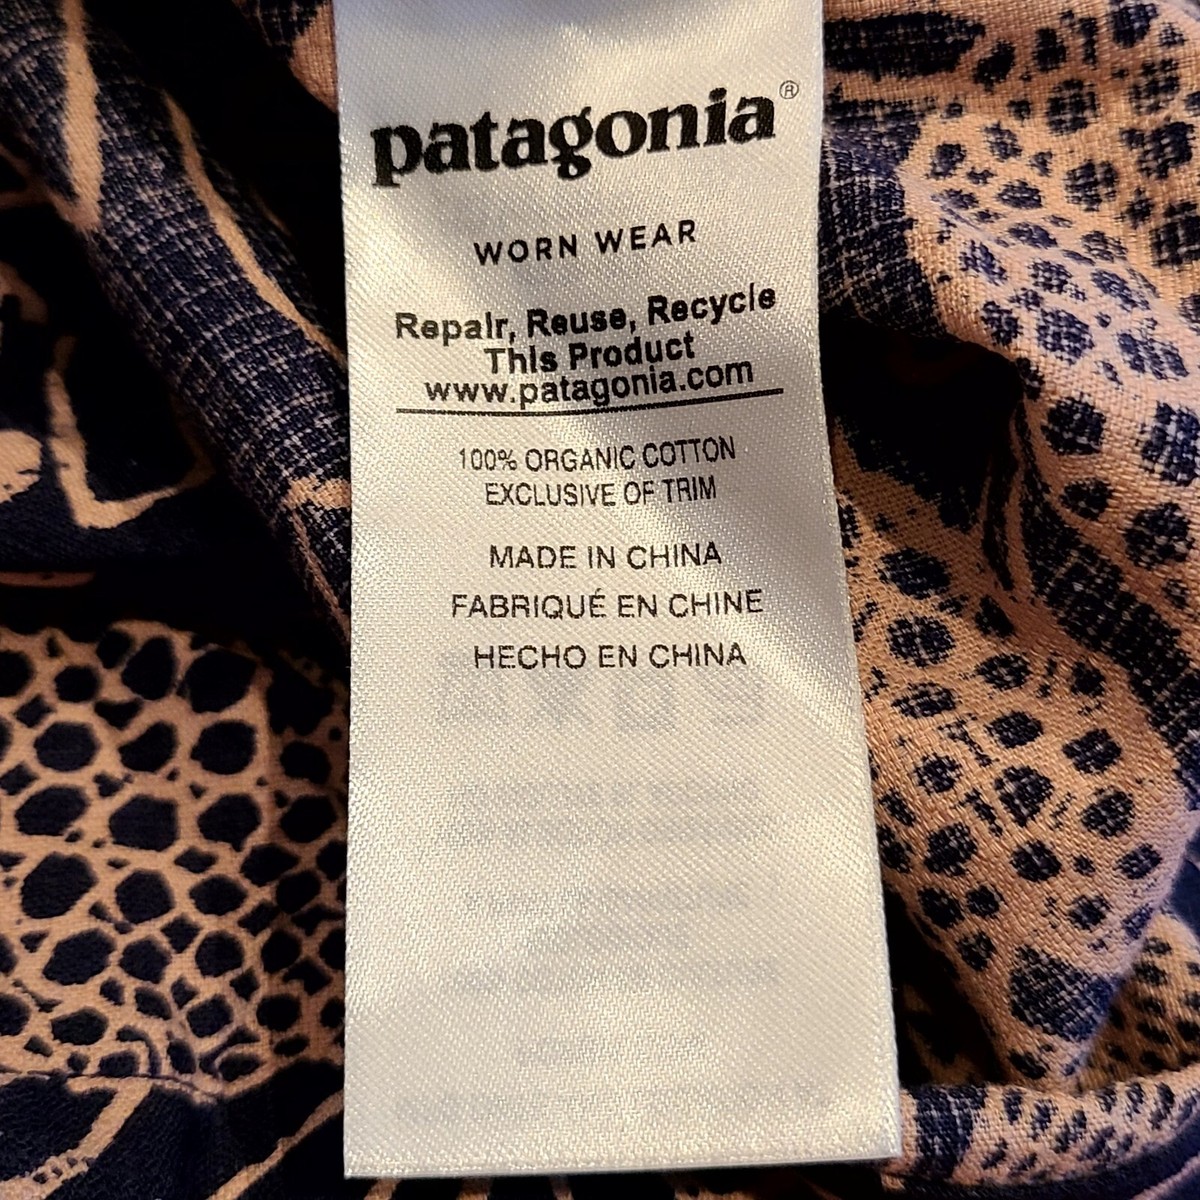 patagonia®
WORN WEAR
Repair, Reuse, Recycle
This Product
www.patagonia.com
100% ORGANIC COTTON
EXCLUSIVE OF TRIM
MADE IN CHINA
FABRIQUÉ EN CHINE
HECHO EN CHINA